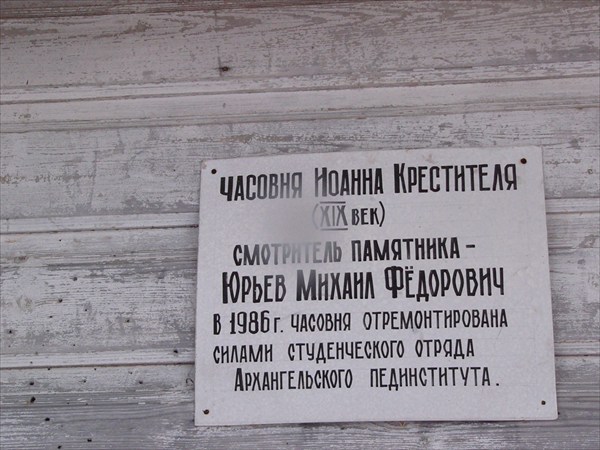 ЧАСОВНЯ ИОАННА КРЕСТИТЕЛЯ
(XIX ВЕК)
СМОТРИТЕЛЬ ПАМЯТНИКА –
ЮРЬЕВ МИХАИЛ ФЁДОРОВИЧ
В 1986 г. ЧАСОВНЯ ОТРЕМОНТИРОВАНА
СИЛАМИ СТУДЕНЧЕСКОГО ОТРЯДА
АРХАНГЕЛЬСКОГО ПЕДИНСТИТУТА.